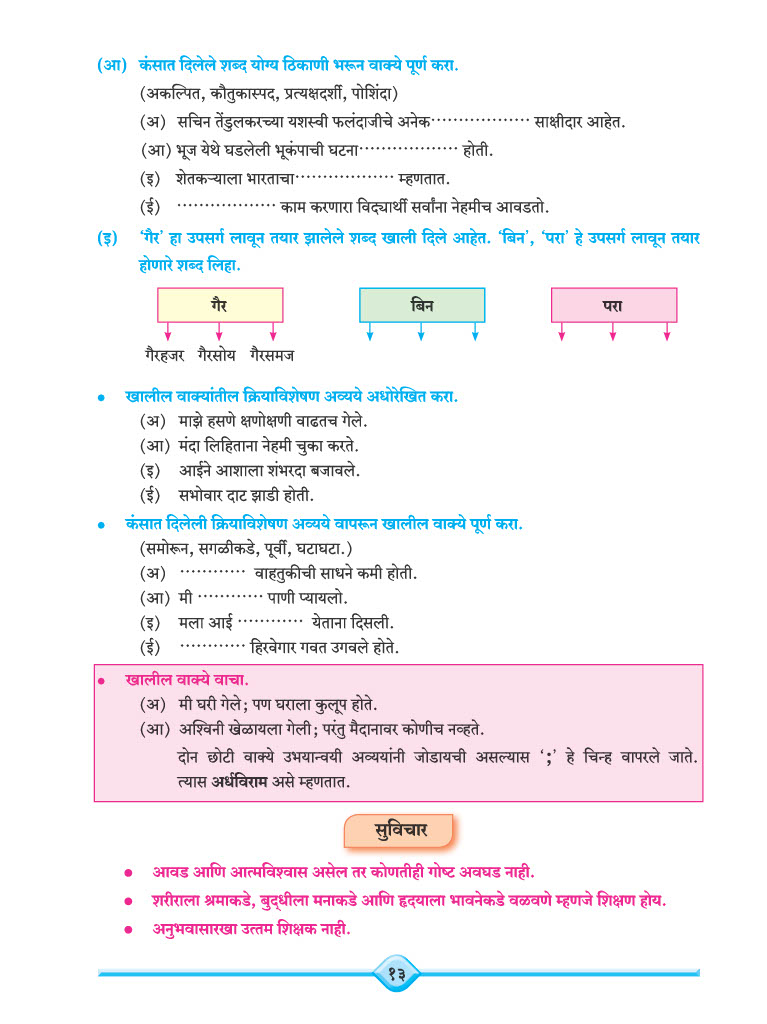 (आ) कंसात दिलेले शब्द योग्य ठिकाणी भरून वाक्ये पूर्ण करा.
(अकल्पित, कौतुकास्पद, प्रत्यक्षदर्शी, पोशिंदा)
(अ) सचिन तेंडुलकरच्या यशस्वी फलंदाजीचे अनेक·················· साक्षीदार आहेत.
(आ) भूज येथे घडलेली भूकंपाची घटना·················· होती.
(इ) शेतकऱ्याला भारताचा·················· म्हणतात.
(ई) ·················· काम करणारा विद्यार्थी सर्वांना नेहमीच आवडतो.
(इ) ‘गैर’ हा उपसर्ग लावून तयार झालेले शब्द खाली दिले आहेत. ‘बिन’, ‘परा’ हे उपसर्ग लावून तयार
होणारे शब्द लिहा.
गैर बिन परा
गैरहजर गैरसोय गैरसमज
• खालील वाक्यांतील क्रियाविशेषण अव्यये अधोरेखित करा.
(अ) माझे हसणे क्षणोक्षणी वाढतच गेले.
(आ) मंदा लिहिताना नेहमी चुका करते.
(इ) आईने आशाला शंभरदा बजावले.
(ई) सभोवार दाट झाडी होती.
• कंसात दिलेली क्रियाविशेषण अव्यये वापरून खालील वाक्ये पूर्ण करा.
(समोरून, सगळीकडे, पूर्वी, घटाघटा.)
(अ) ············ वाहतुकीची साधने कमी होती.
(आ) मी ············ पाणी प्यायलो.
(इ) मला आई ············ येताना दिसली.
(ई) ············ हिरवेगार गवत उगवले होते.
• खालील वाक्ये वाचा.
(अ) मी घरी गेले; पण घराला कुलूप होते.
(आ) अश्विनी खेळायला गेली; परंतु मैदानावर कोणीच नव्हते.
दोन छोटी वाक्ये उभयान्वयी अव्ययांनी जोडायची असल्यास ‘;’ हे चिन्ह वापरले जाते.
त्यास अर्धविराम असे म्हणतात.
सुविचार
• आवड आणि आत्मविश्वास असेल तर कोणतीही गोष्ट अवघड नाही.
• शरीराला श्रमाकडे, बुद्धीला मनाकडे आणि हृदयाला भावनेकडे वळवणे म्हणजे शिक्षण होय.
• अनुभवासारखा उत्तम शिक्षक नाही.
१३